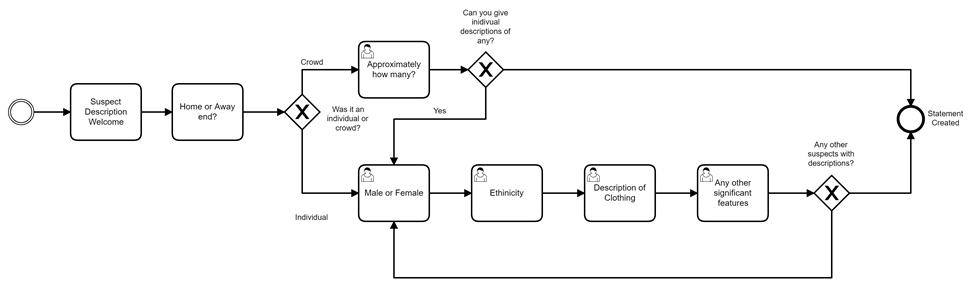 Can you give
inidivual
descriptions of
any?
Crowd
Approximately
how many?
Suspect
Description
Welcome
Home or Away
end?
Was it an
individual or
crowd?
Yes
Statement
Created
Any other
suspects with
descriptions?
Male or Female
Ethinicity
Description of
Clothing
Any other
significant
features
Individual